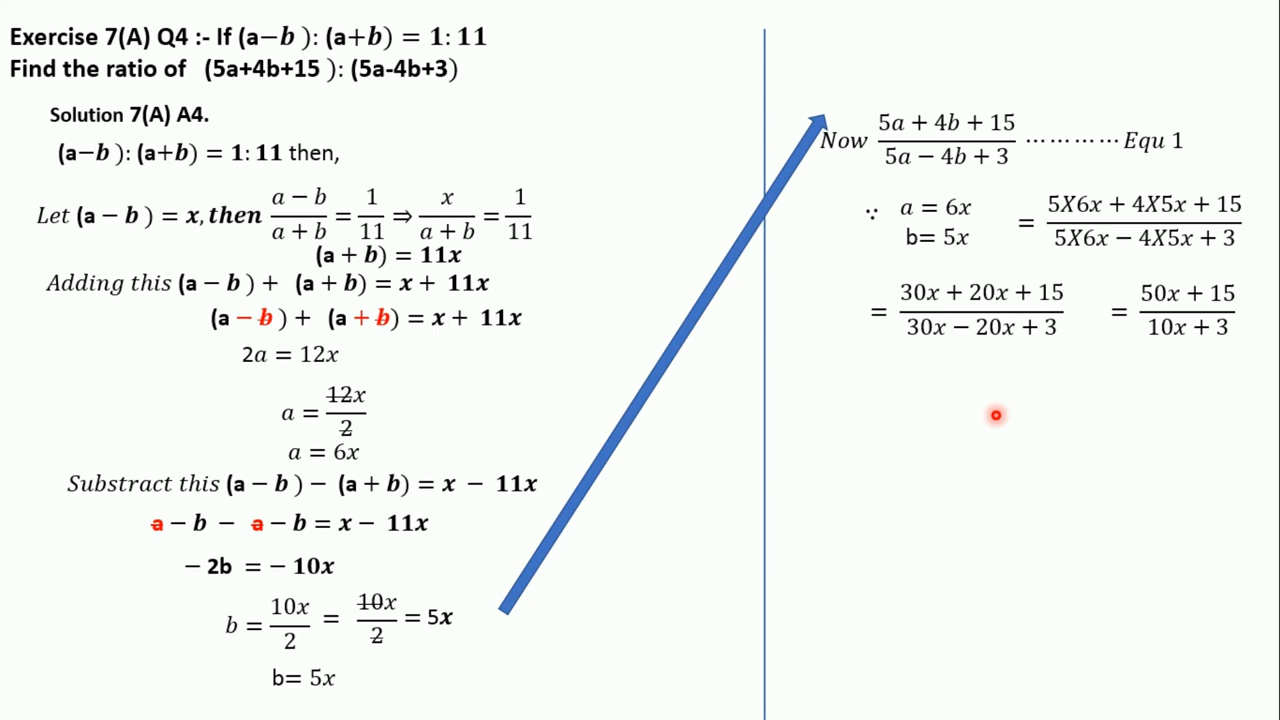 Exercise 7(A) Q4 :- If (a−b ): (a+b) = 1: 11
Find the ratio of (5a+4b+15 ): (5a-4b+3)
Solution 7(A) A4.
(a−b ): (a+b) = 1: 11 then,
Let (a − b ) = x, then (a − b)/(a + b) = 1/11 ⇒ x/(a + b) = 1/11
(a + b) = 11x
Adding this (a − b ) + (a + b) = x + 11x
(a − b ) + (a + b) = x + 11x
2a = 12x
a = 12x/2
a = 6x
Substract this (a − b ) − (a + b) = x − 11x
a − b − a − b = x − 11x
− 2b = − 10x
b = 10x/2 = 10x/2 = 5x
b= 5x
Now (5a + 4b + 15)/(5a − 4b + 3) ………… Equ 1
∵ a = 6x
b= 5x
= (5X6x + 4X5x + 15)/(5X6x − 4X5x + 3)
= (30x + 20x + 15)/(30x − 20x + 3) = (50x + 15)/(10x + 3)